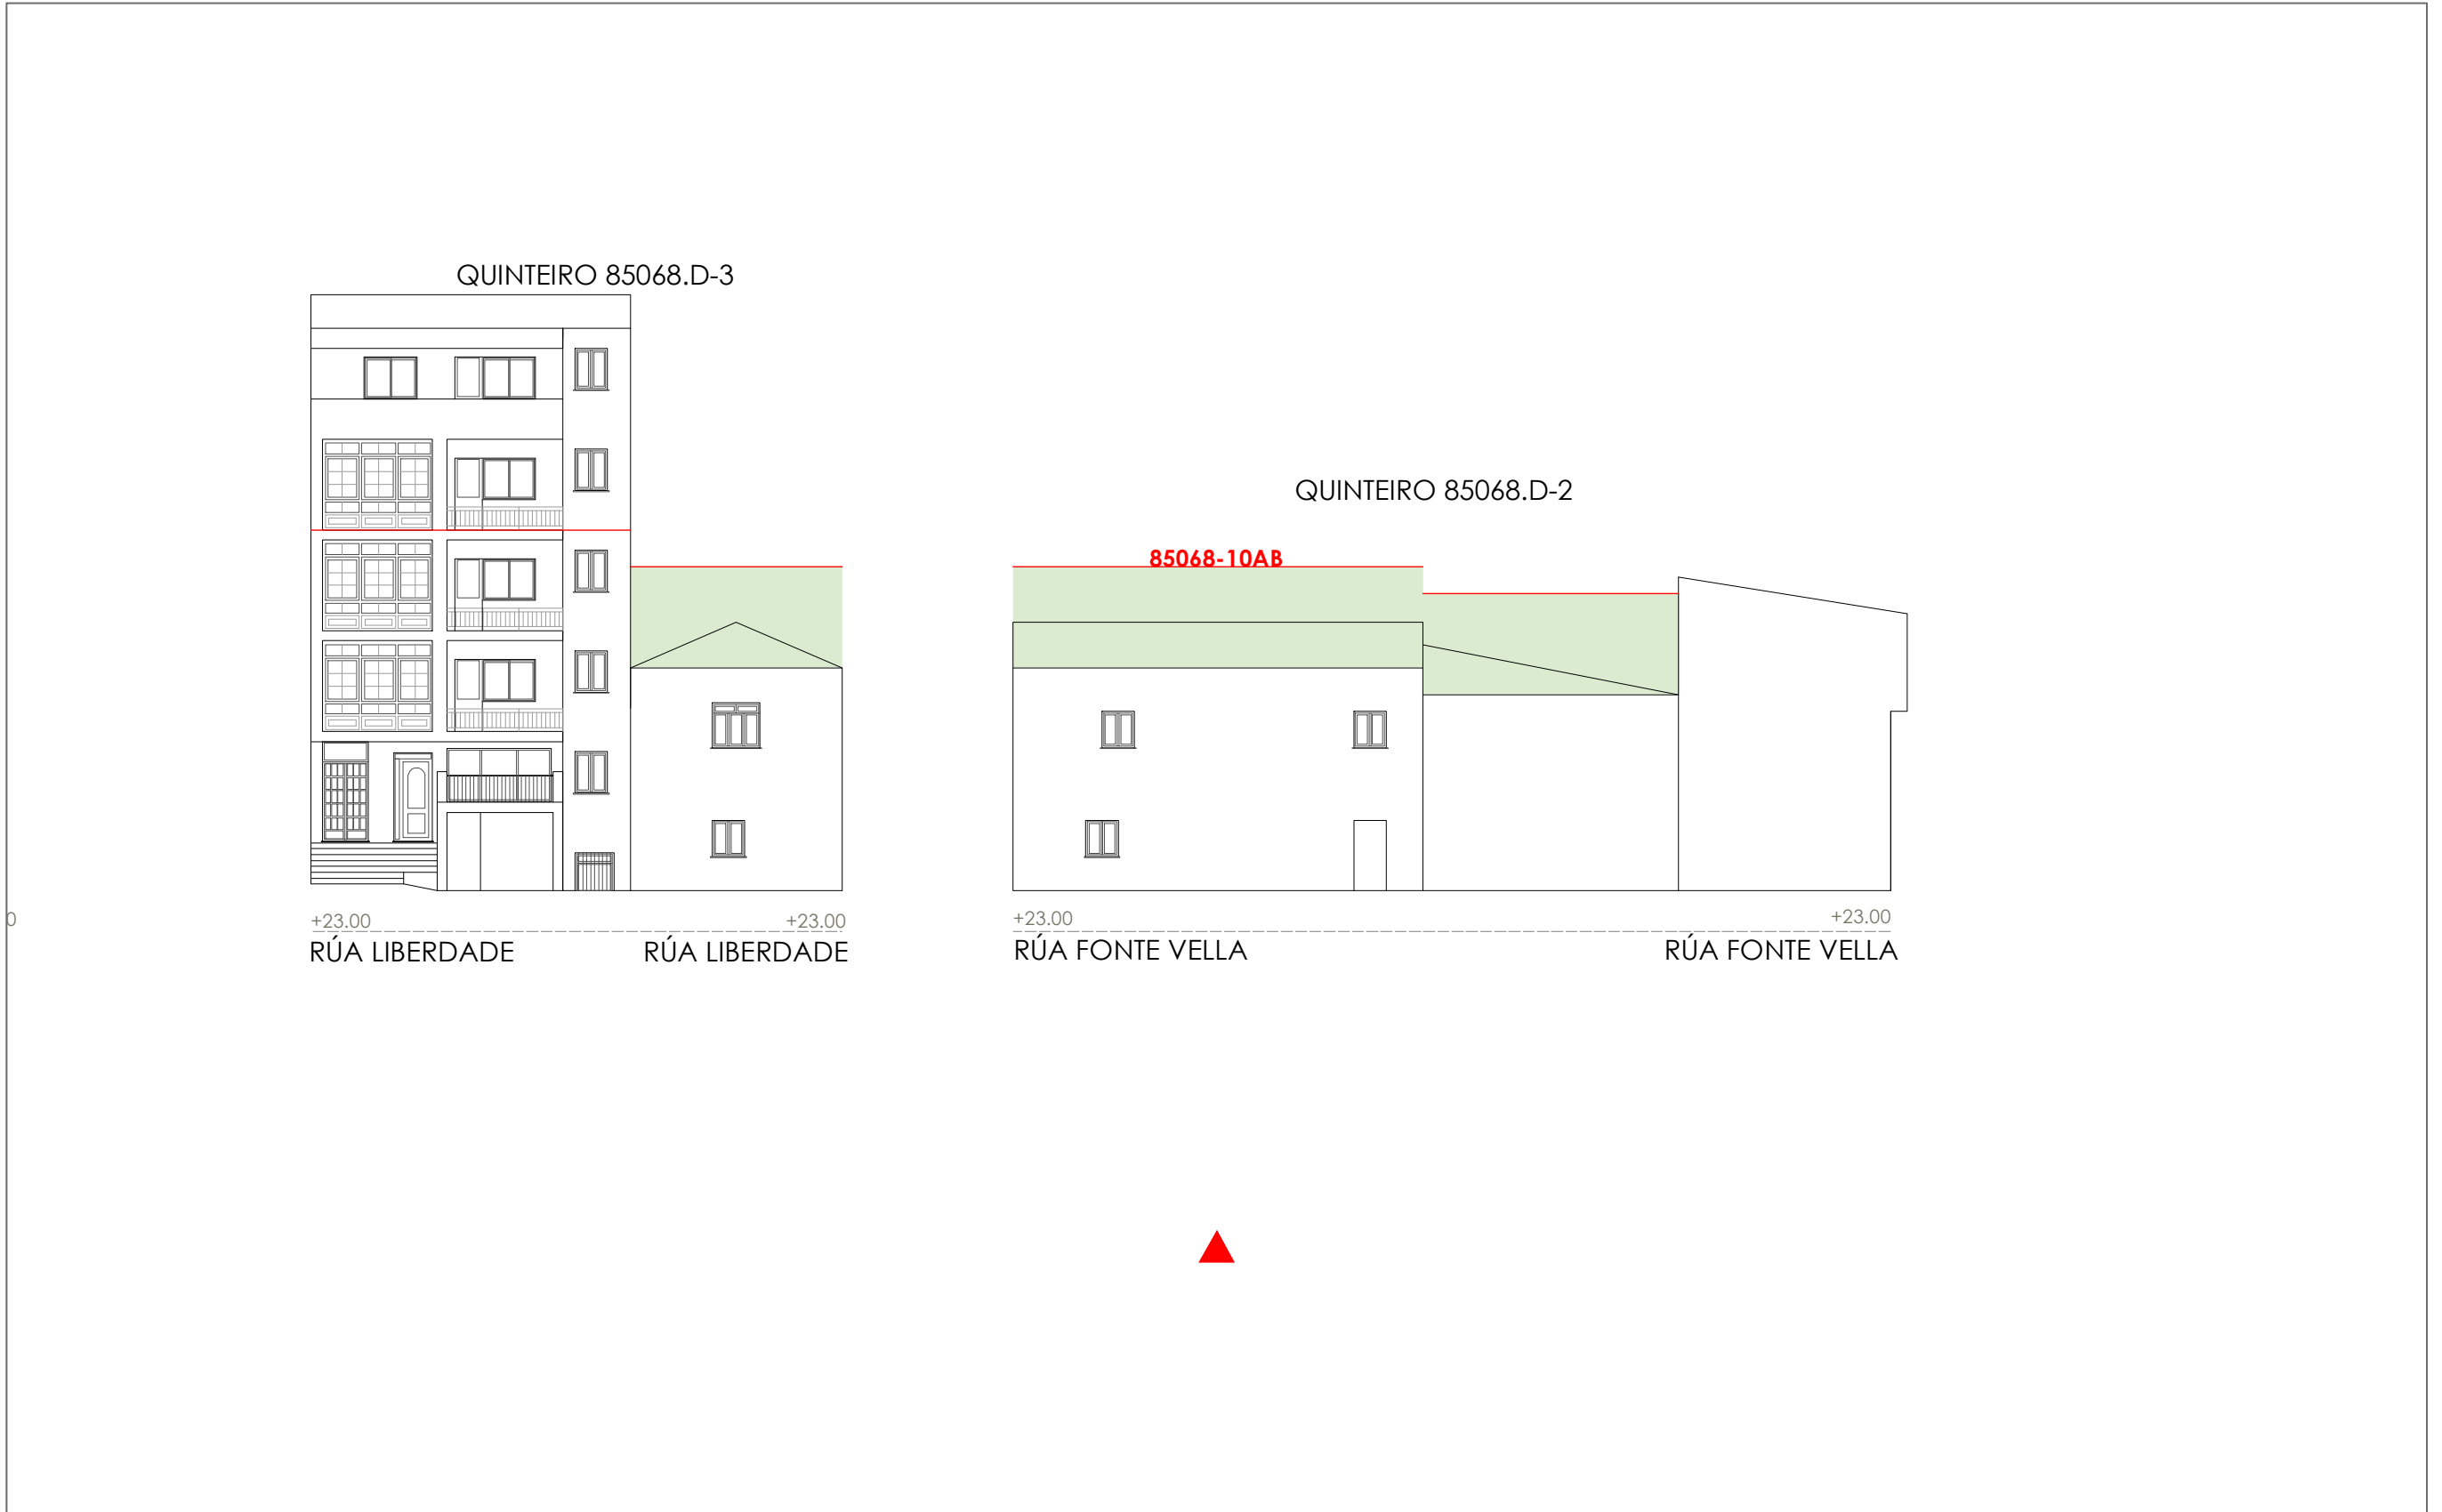 QUINTEIRO 85068.D-3
QUINTEIRO 85068.D-2
85068-10AB
0
+23.00
+23.00
RÚA LIBERDADE
RÚA LIBERDADE
+23.00
+23.00
RÚA FONTE VELLA
RÚA FONTE VELLA